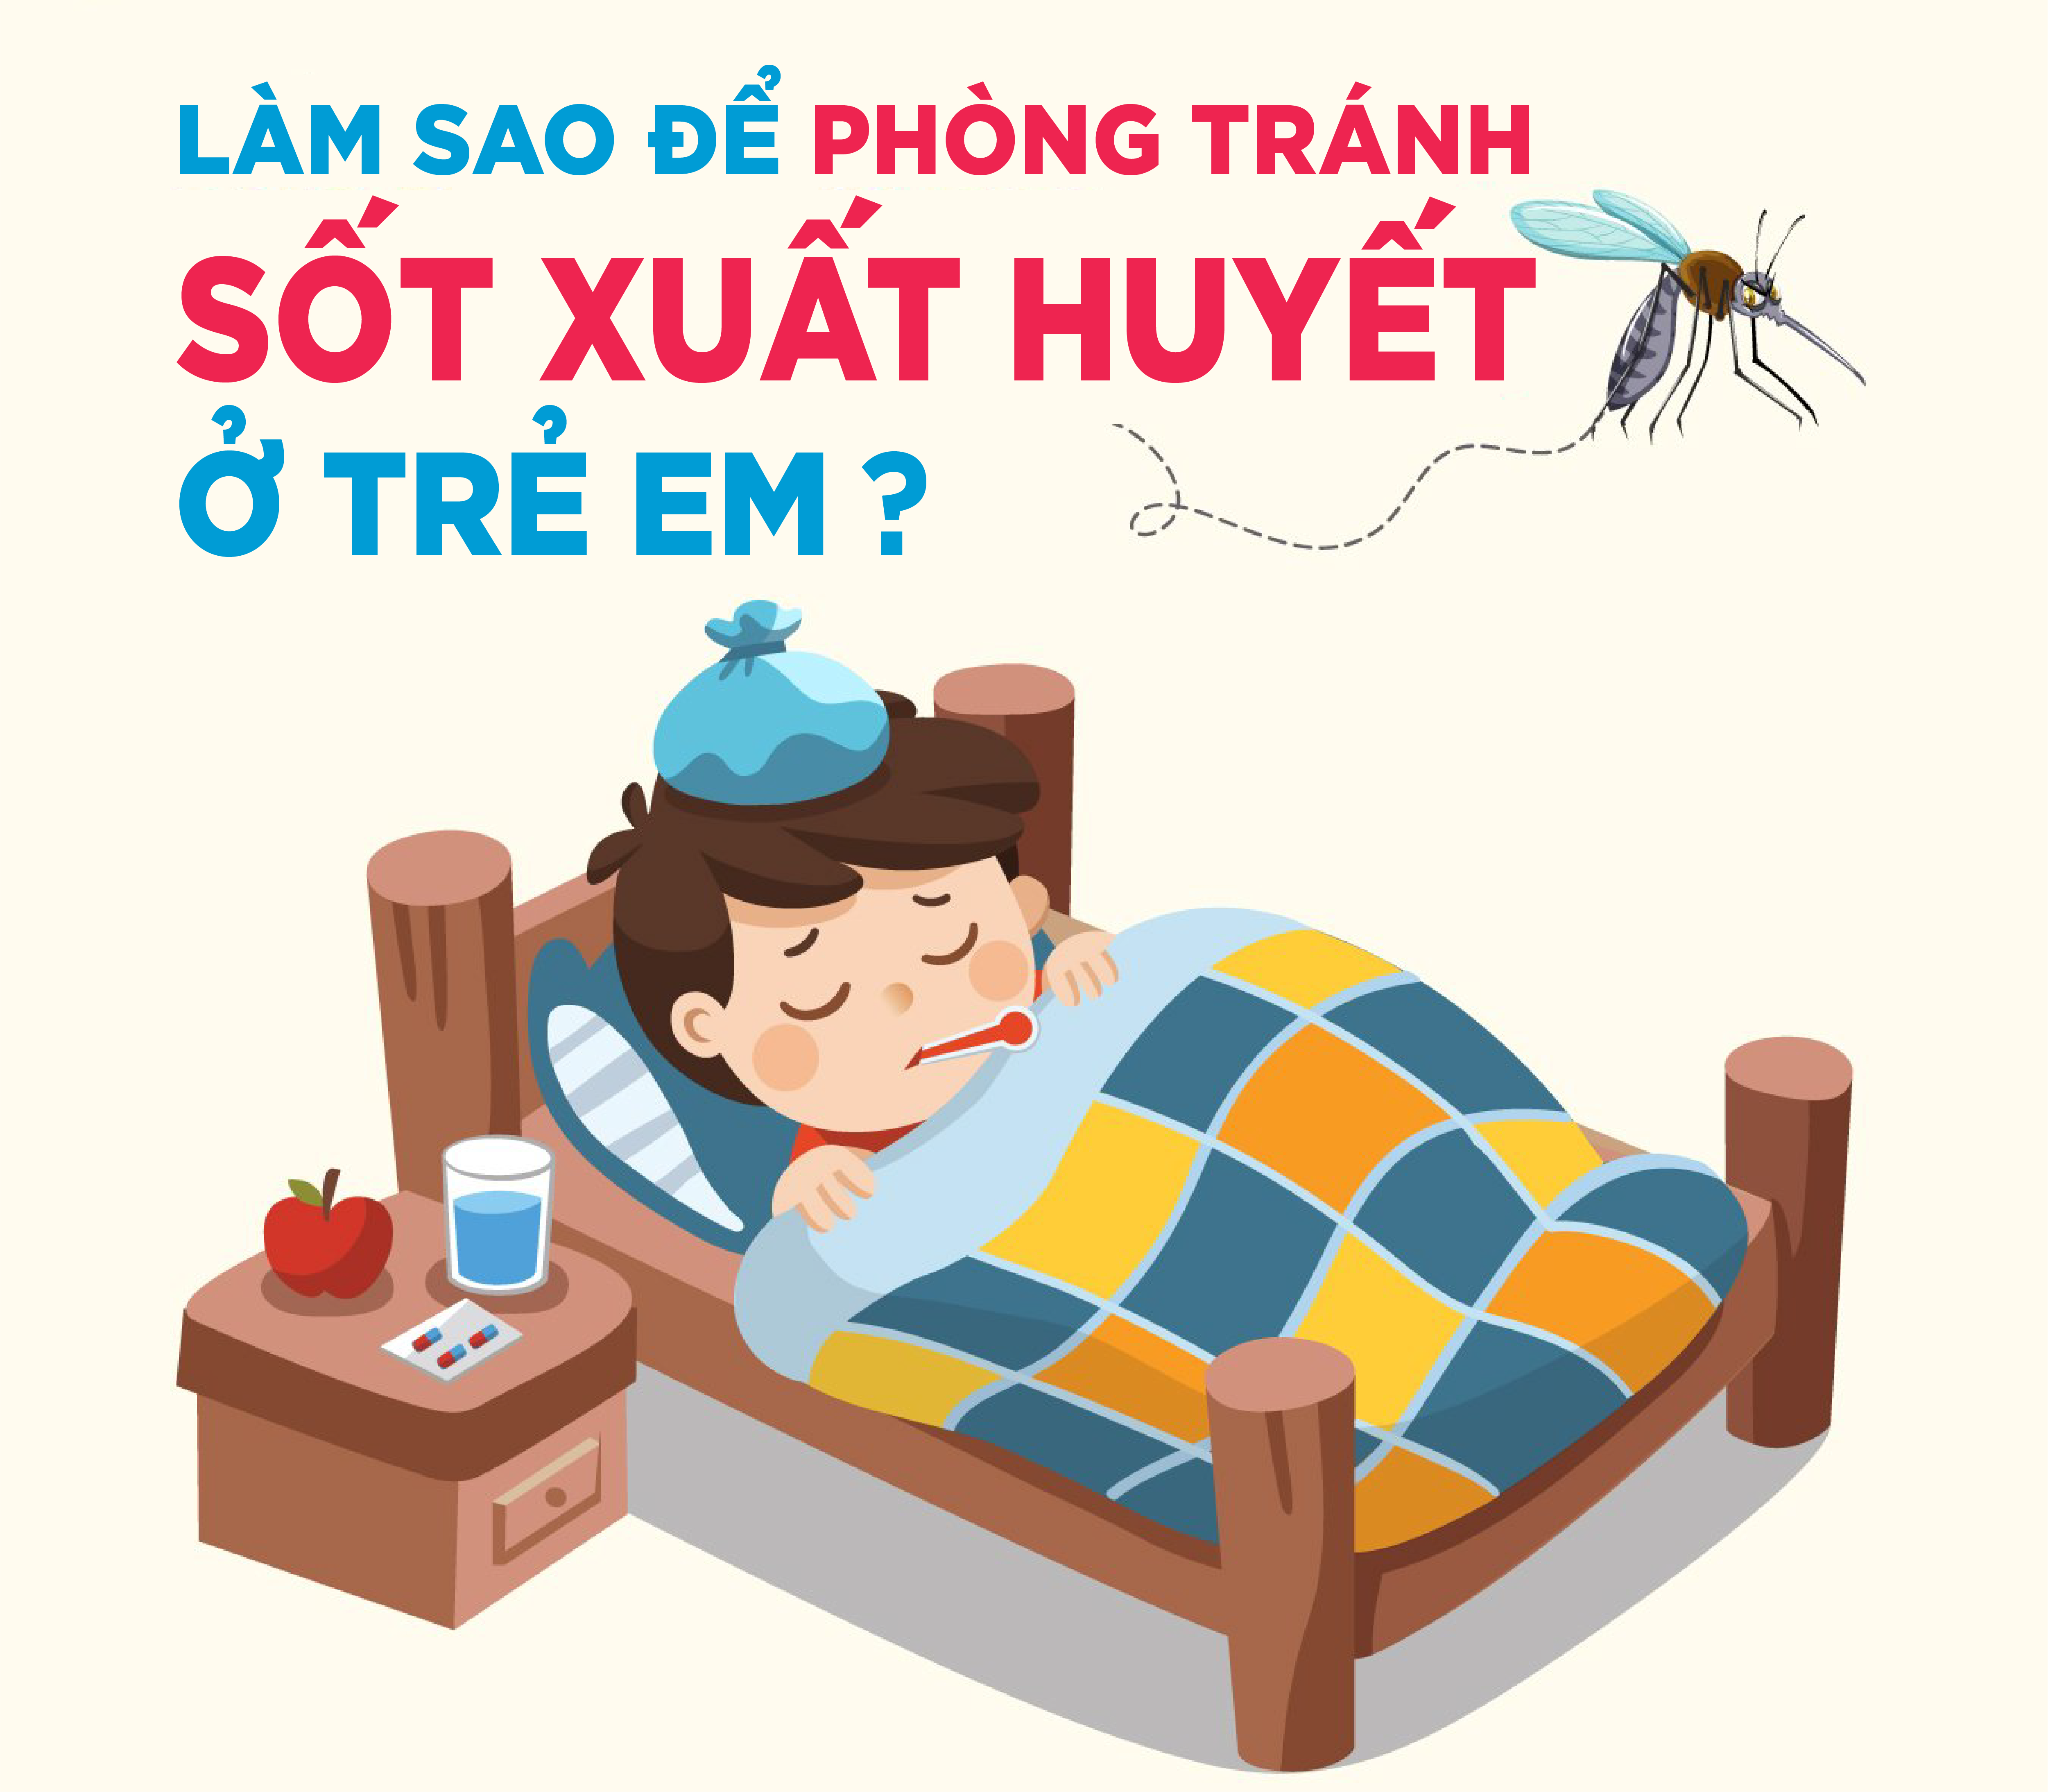 LÀM SAO ĐỂ PHÒNG TRÁNH
SỐT XUẤT HUYẾT
Ở TRẺ EM ?